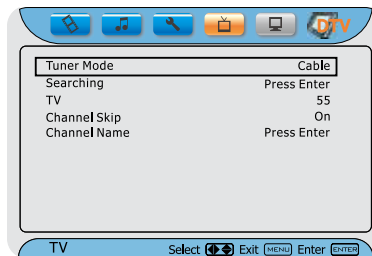 DTV
Tuner Mode Cable
Searching Press Enter
TV 55
Channel Skip On
Channel Name Press Enter
TV Select Exit MENU Enter ENTER